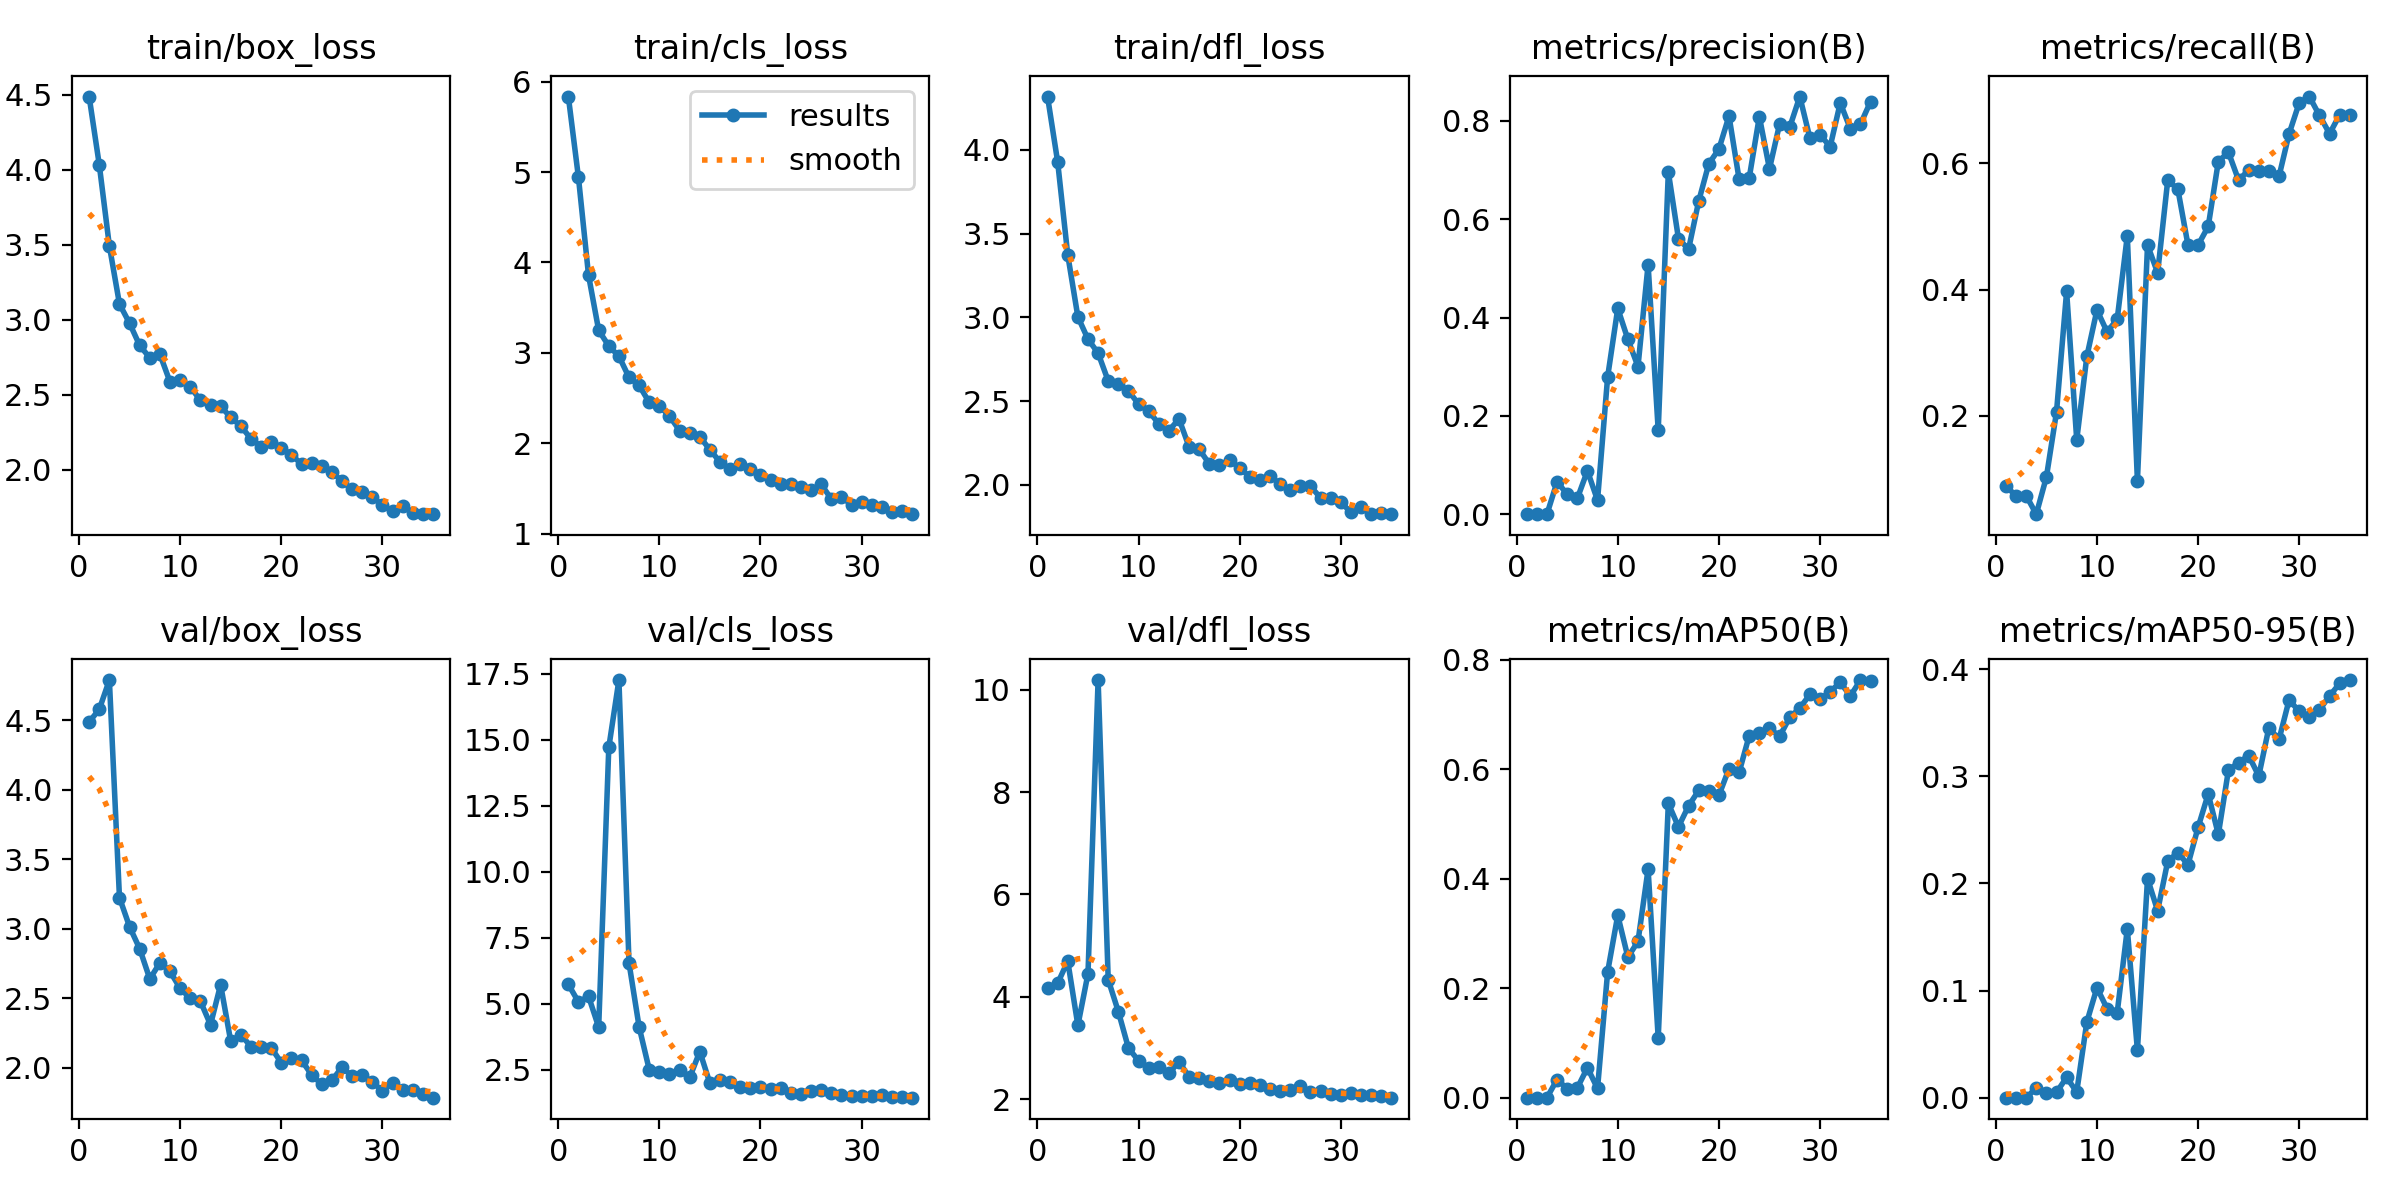 train/box_loss
4.5
4.0
3.5
3.0
2.5
2.0
0 10 20 30
train/cls_loss
results
smooth
6
5
4
3
2
1
0 10 20 30
train/dfl_loss
4.0
3.5
3.0
2.5
2.0
0 10 20 30
metrics/precision(B)
0.8
0.6
0.4
0.2
0.0
0 10 20 30
metrics/recall(B)
0.6
0.4
0.2
0 10 20 30
val/box_loss
4.5
4.0
3.5
3.0
2.5
2.0
0 10 20 30
val/cls_loss
17.5
15.0
12.5
10.0
7.5
5.0
2.5
0 10 20 30
val/dfl_loss
10
8
6
4
2
0 10 20 30
metrics/mAP50(B)
0.8
0.6
0.4
0.2
0.0
0 10 20 30
metrics/mAP50-95(B)
0.4
0.3
0.2
0.1
0.0
0 10 20 30